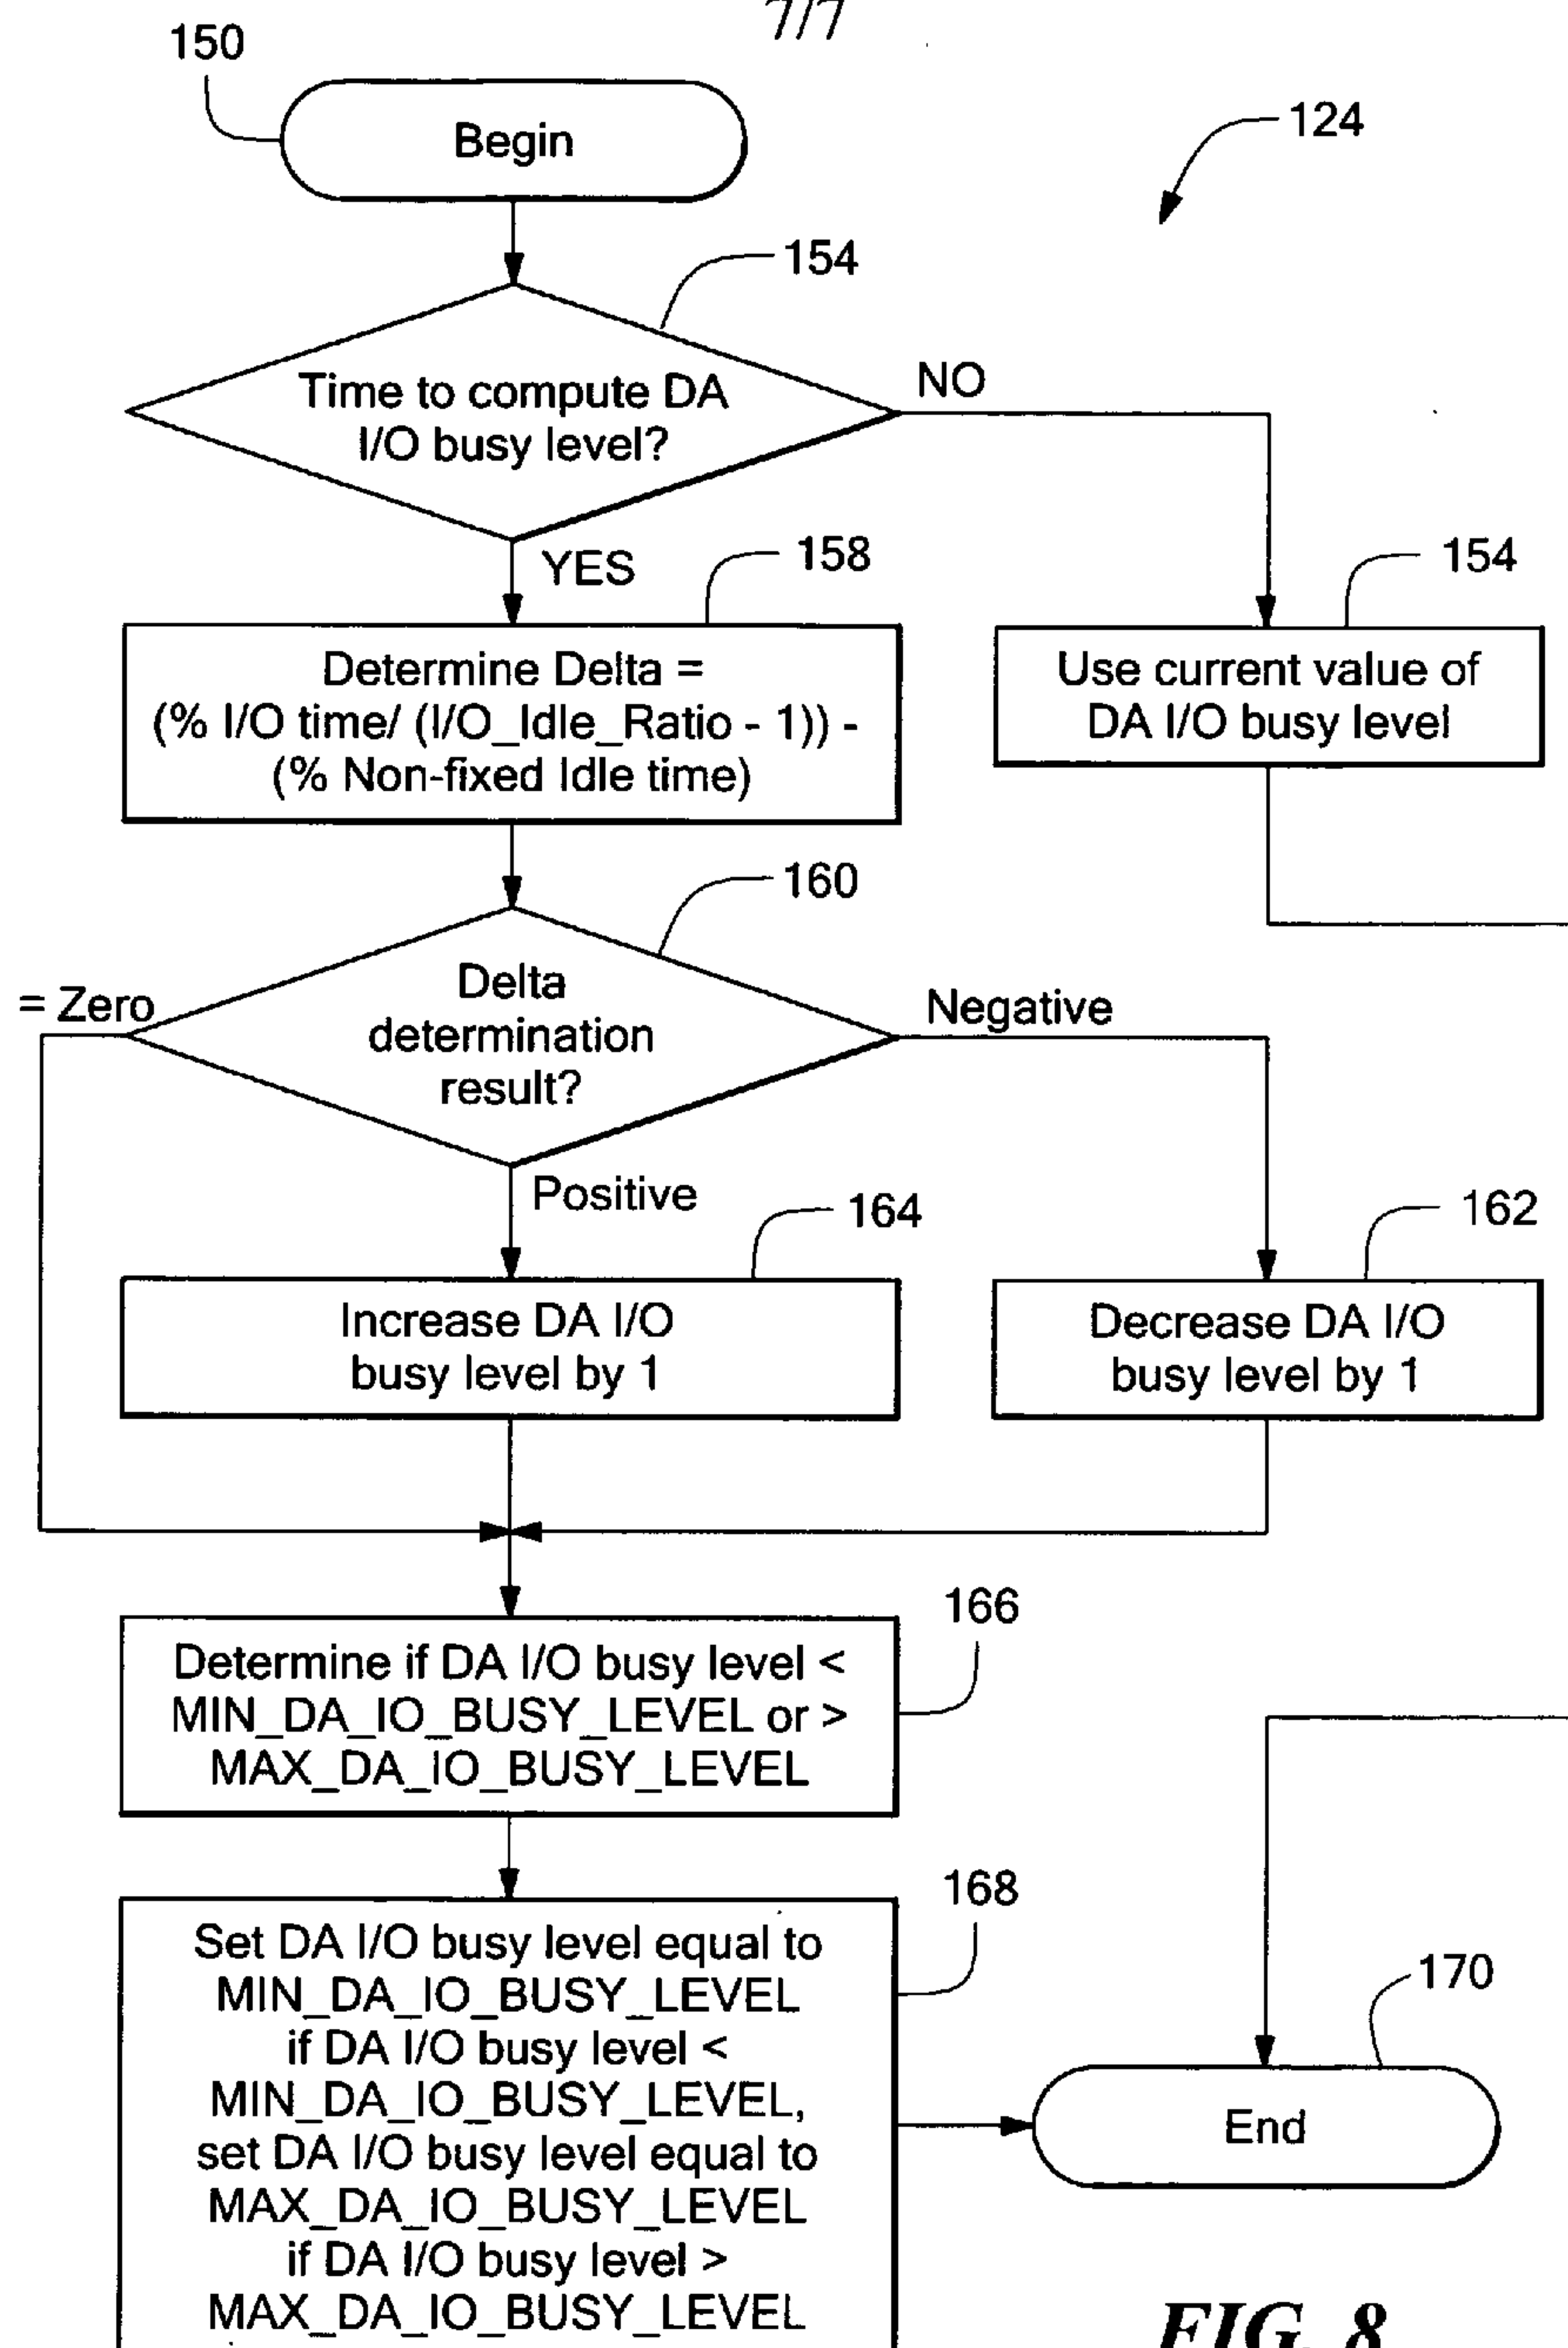 7/7
150
Begin
124
154
Time to compute DA
I/O busy level?
NO
YES
158
154
Determine Delta =
(% I/O time/ (I/O_Idle_Ratio - 1)) -
(% Non-fixed Idle time)
Use current value of
DA I/O busy level
160
= Zero
Delta
determination
result?
Negative
Positive
164
162
Increase DA I/O
busy level by 1
Decrease DA I/O
busy level by 1
166
Determine if DA I/O busy level <
MIN_DA_IO_BUSY_LEVEL or >
MAX_DA_IO_BUSY_LEVEL
168
Set DA I/O busy level equal to
MIN_DA_IO_BUSY_LEVEL
if DA I/O busy level <
MIN_DA_IO_BUSY_LEVEL,
set DA I/O busy level equal to
MAX_DA_IO_BUSY_LEVEL
if DA I/O busy level >
MAX_DA_IO_BUSY_LEVEL
170
End
FIG. 8